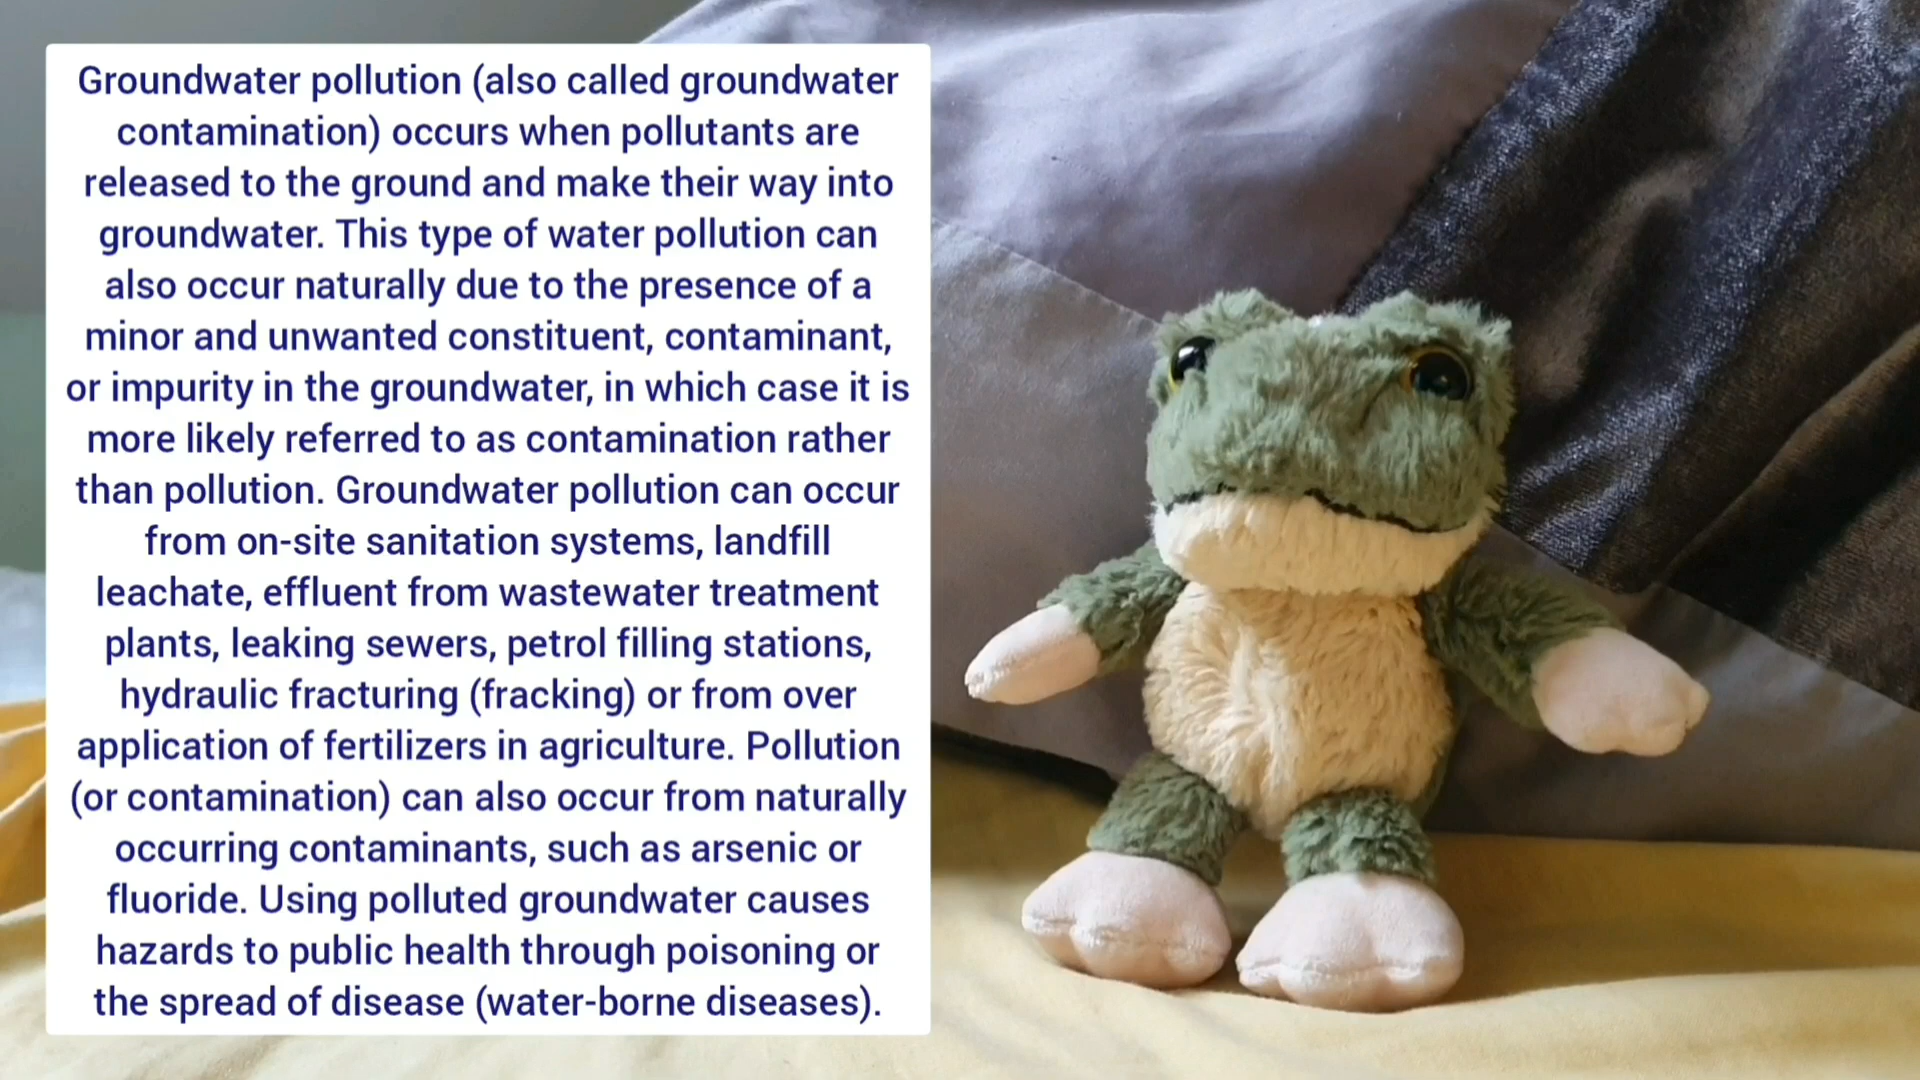 Groundwater pollution (also called groundwater
contamination) occurs when pollutants are
released to the ground and make their way into
groundwater. This type of water pollution can
also occur naturally due to the presence of a
minor and unwanted constituent, contaminant,
or impurity in the groundwater, in which case it is
more likely referred to as contamination rather
than pollution. Groundwater pollution can occur
from on-site sanitation systems, landfill
leachate, effluent from wastewater treatment
plants, leaking sewers, petrol filling stations,
hydraulic fracturing (fracking) or from over
application of fertilizers in agriculture. Pollution
(or contamination) can also occur from naturally
occurring contaminants, such as arsenic or
fluoride. Using polluted groundwater causes
hazards to public health through poisoning or
the spread of disease (water-borne diseases).